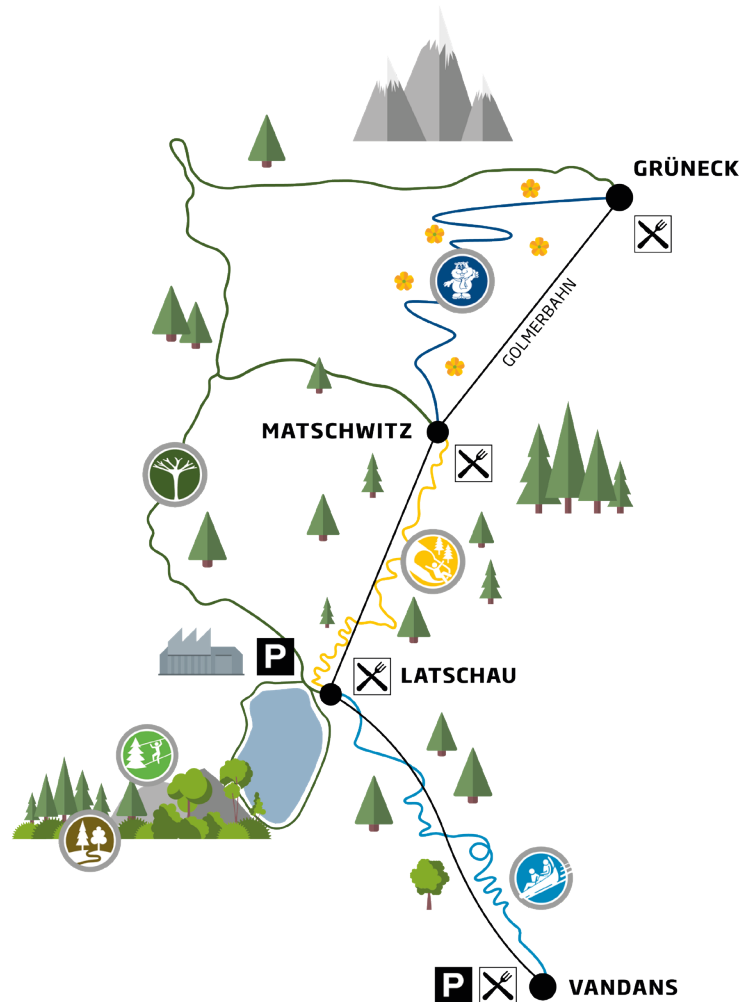 GRÜNECK
GOLMERBAHN
MATSCHWITZ
P
LATSCHAU
P
VANDANS